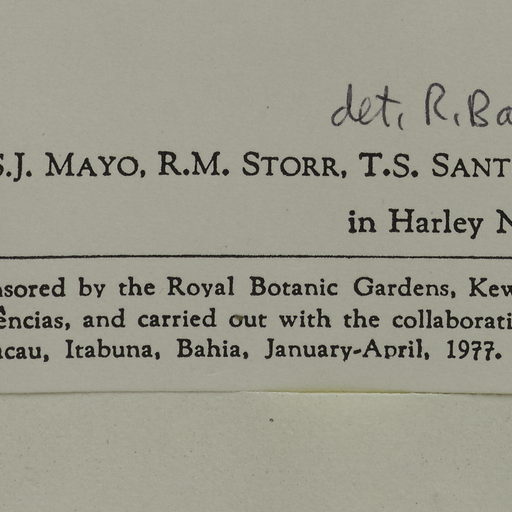 det. R. Ba
S.J. MAYO, R.M. STORR, T.S. SANT
in Harley N
nsored by the Royal Botanic Gardens, Kew
ências, and carried out with the collaborati
acau, Itabuna, Bahia, January-April, 1977.